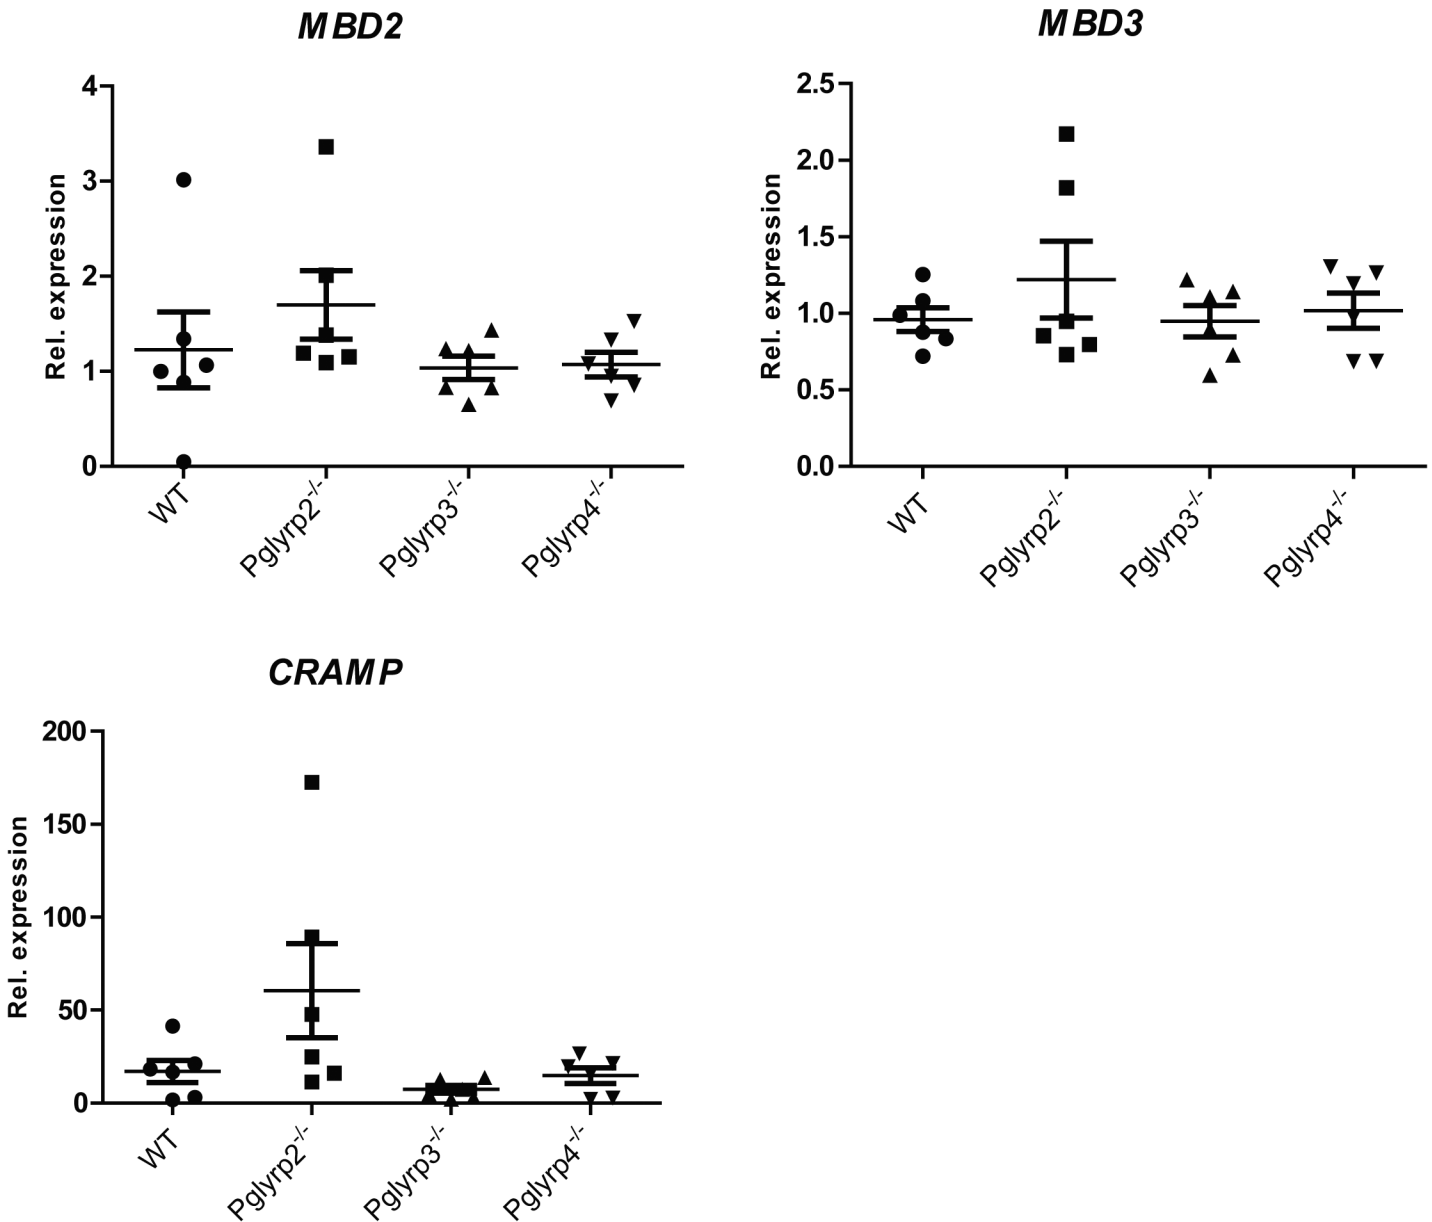 MBD2
4
3
2
1
0
Rel. expression
WT
Pglyrp2-/-
Pglyrp3-/-
Pglyrp4-/-
MBD3
2.5
2.0
1.5
1.0
0.5
0.0
Rel. expression
WT
Pglyrp2-/-
Pglyrp3-/-
Pglyrp4-/-
CRAMP
200
150
100
50
0
Rel. expression
WT
Pglyrp2-/-
Pglyrp3-/-
Pglyrp4-/-